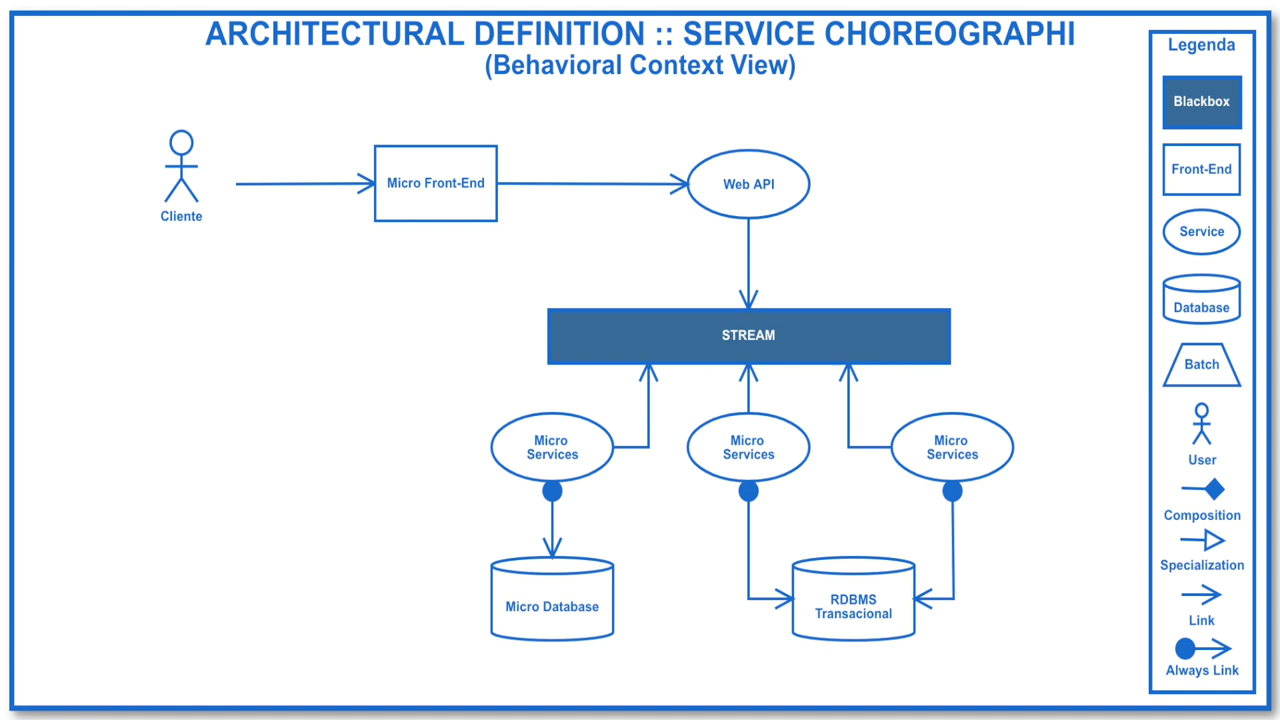 ARCHITECTURAL DEFINITION :: SERVICE CHOREOGRAPHI
(Behavioral Context View)
Cliente
Micro Front-End
Web API
STREAM
Micro
Services
Micro
Services
Micro
Services
Micro Database
RDBMS
Transacional
Legenda
Blackbox
Front-End
Service
Database
Batch
User
Composition
Specialization
Link
Always Link